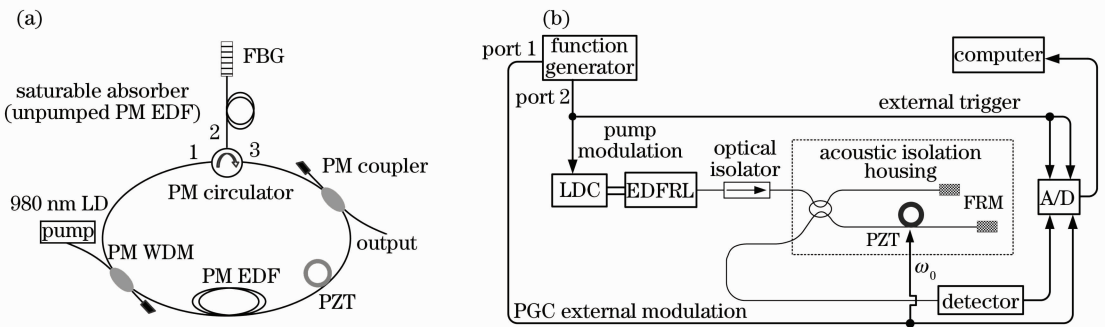 (a)
FBG
saturable absorber
(unpumped PM EDF)
2
1
3
PM circulator
PM coupler
980 nm LD
pump
PM WDM
output
PM EDF
PZT
(b)
port 1
function
generator
port 2
computer
external trigger
pump
modulation
optical
isolator
acoustic isolation
housing
LDC
EDFRL
FRM
A/D
PZT
ω0
detector
PGC external modulation